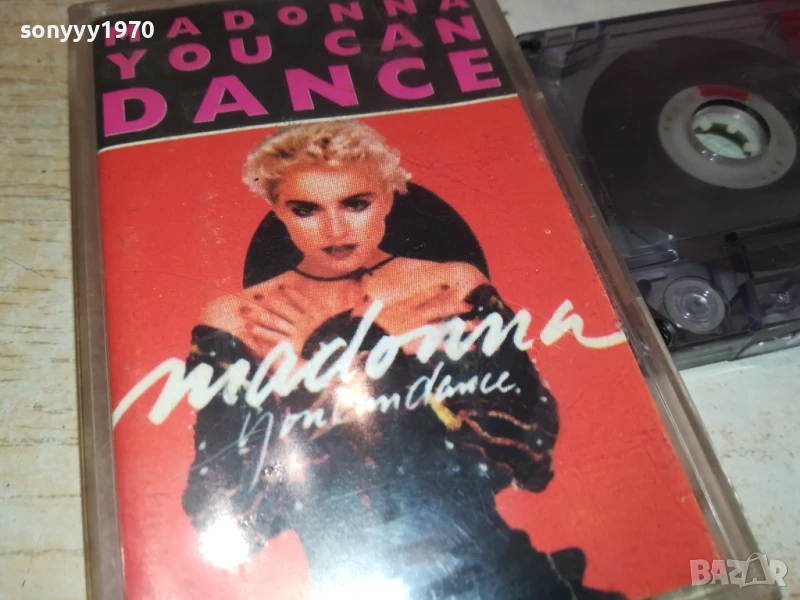 sonyyy1970
MADONNA
YOU CAN
DANCE
madonna
you can dance.
BAZAR